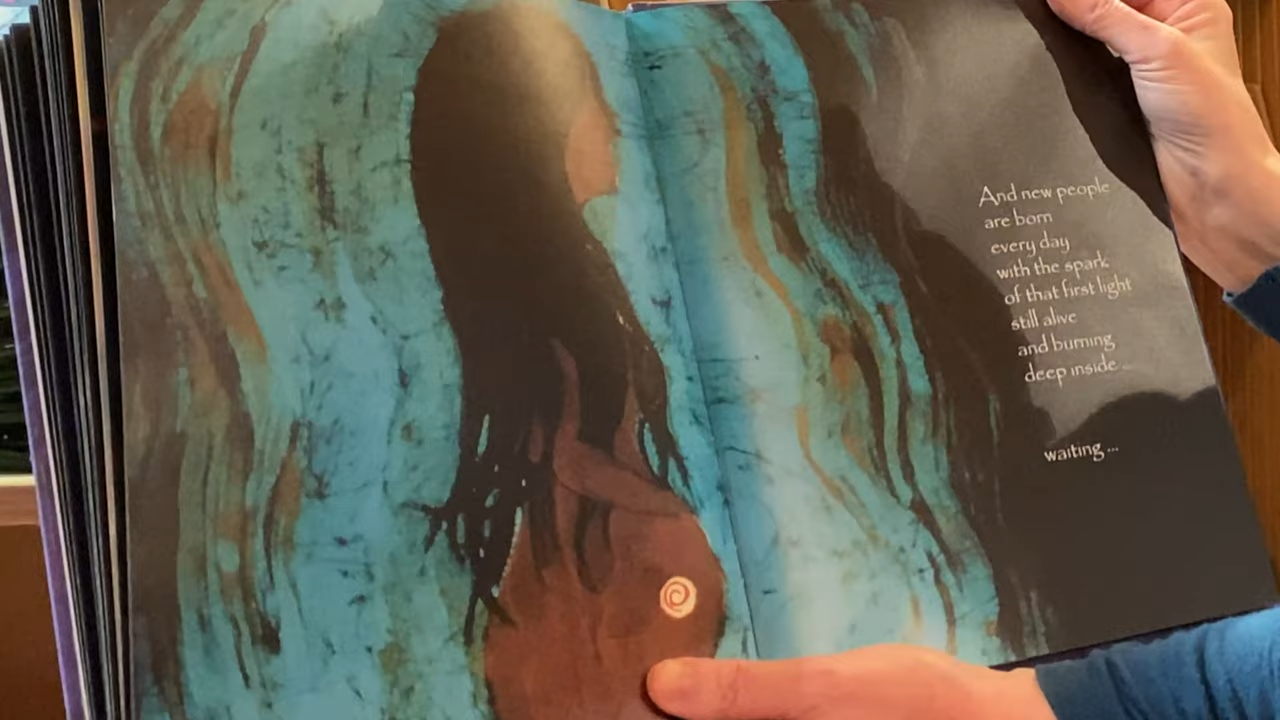 And new people
are born
every day
with the spark
of that first light
still alive
and burning
deep inside ...
waiting ...